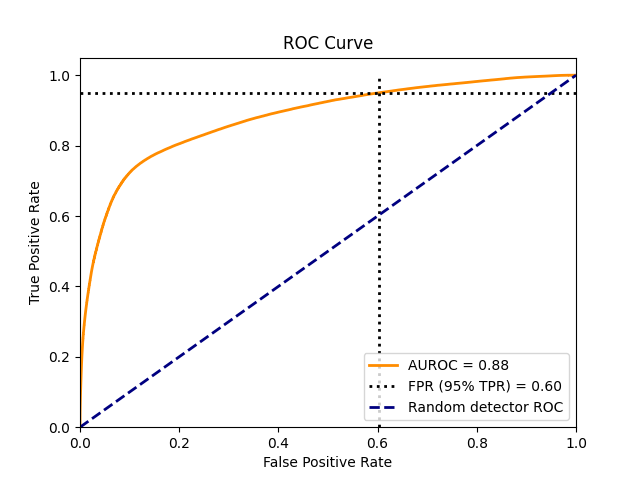 ROC Curve
1.0
0.8
0.6
0.4
0.2
0.0
True Positive Rate
AUROC = 0.88
FPR (95% TPR) = 0.60
Random detector ROC
0.0 0.2 0.4 0.6 0.8 1.0
False Positive Rate